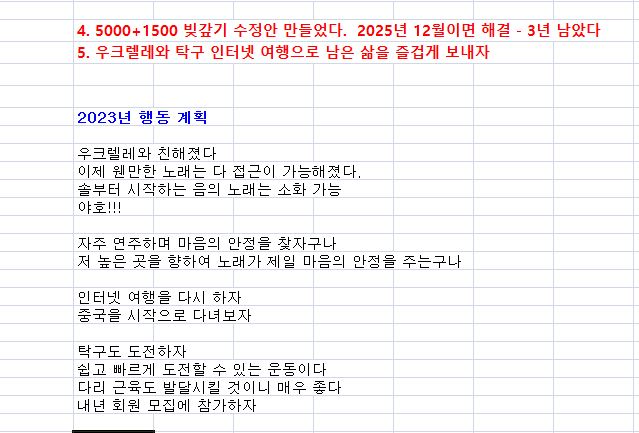 4. 5000+1500 빚갚기 수정안 만들었다.  2025년 12월이면 해결 - 3년 남았다
5. 우크렐레와 탁구 인터넷 여행으로 남은 삶을 즐겁게 보내자
2023년 행동 계획
우크렐레와 친해졌다
이제 웬만한 노래는 다 접근이 가능해졌다.
솔부터 시작하는 음의 노래는 소화 가능
야호!!!
자주 연주하며 마음의 안정을 찾자구나
저 높은 곳을 향하여 노래가 제일 마음의 안정을 주는구나
인터넷 여행을 다시 하자
중국을 시작으로 다녀보자
탁구도 도전하자
쉽고 빠르게 도전할 수 있는 운동이다
다리 근육도 발달시킬 것이니 매우 좋다
내년 회원 모집에 참가하자